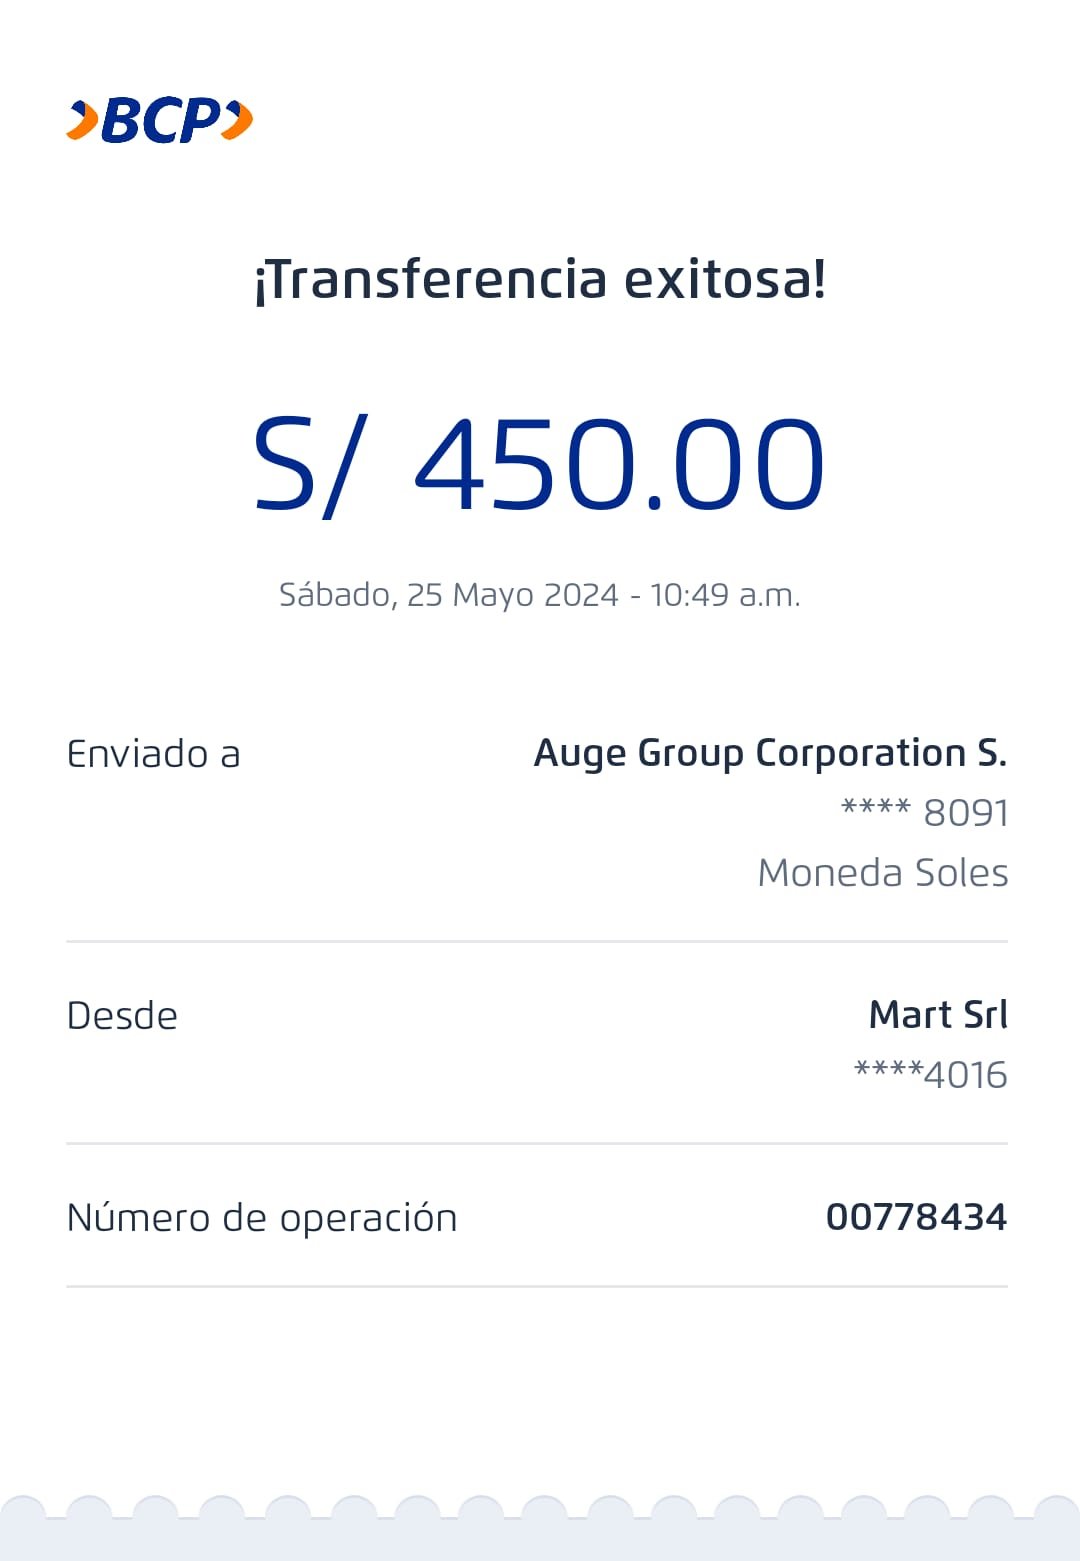 BCP
¡Transferencia exitosa!
S/ 450.00
Sábado, 25 Mayo 2024 - 10:49 a.m.
Enviado a
Auge Group Corporation S.
**** 8091
Moneda Soles
Desde
Mart Srl
****4016
Número de operación
00778434